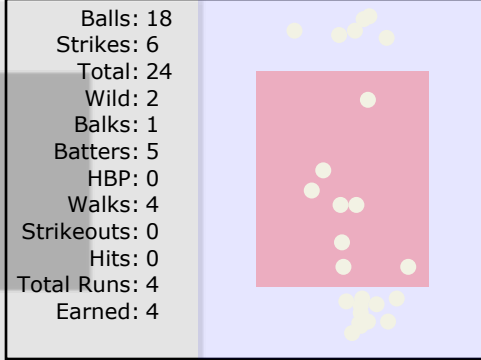 Balls: 18
Strikes: 6
Total: 24
Wild: 2
Balks: 1
Batters: 5
HBP: 0
Walks: 4
Strikeouts: 0
Hits: 0
Total Runs: 4
Earned: 4